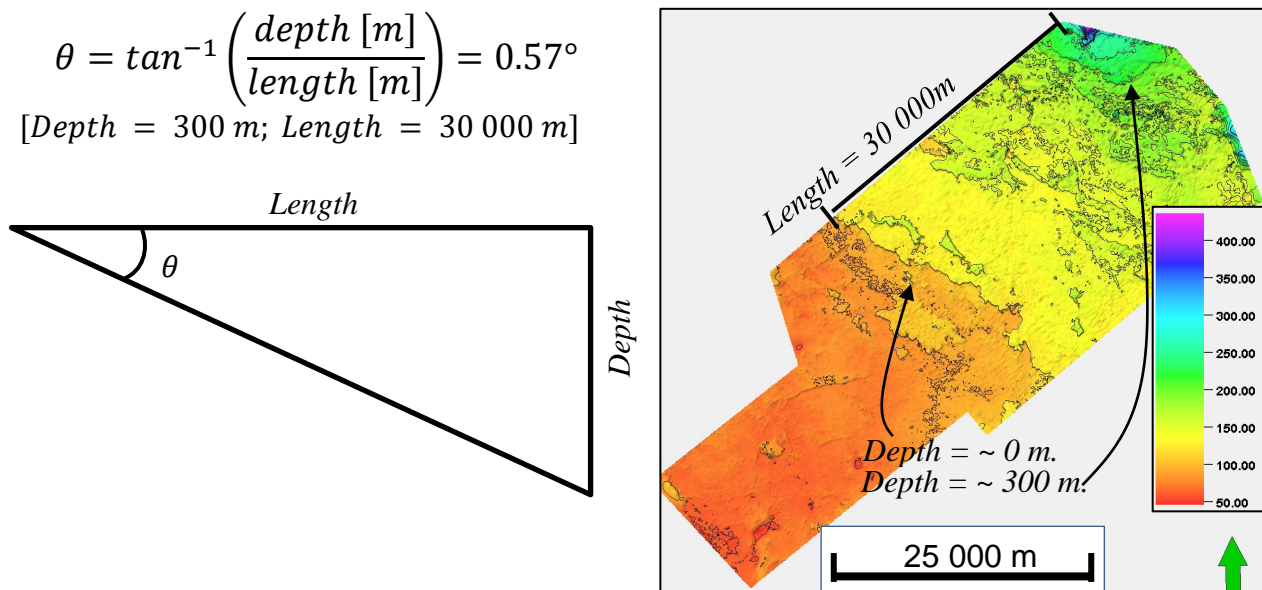 θ = tan⁻¹ (depth [m] / length [m]) = 0.57°
[Depth = 300 m; Length = 30 000 m]
Length
θ
Depth
Length = 30 000m
400.00
350.00
300.00
250.00
200.00
150.00
100.00
50.00
Depth = ~ 0 m.
Depth = ~ 300 m.
25 000 m